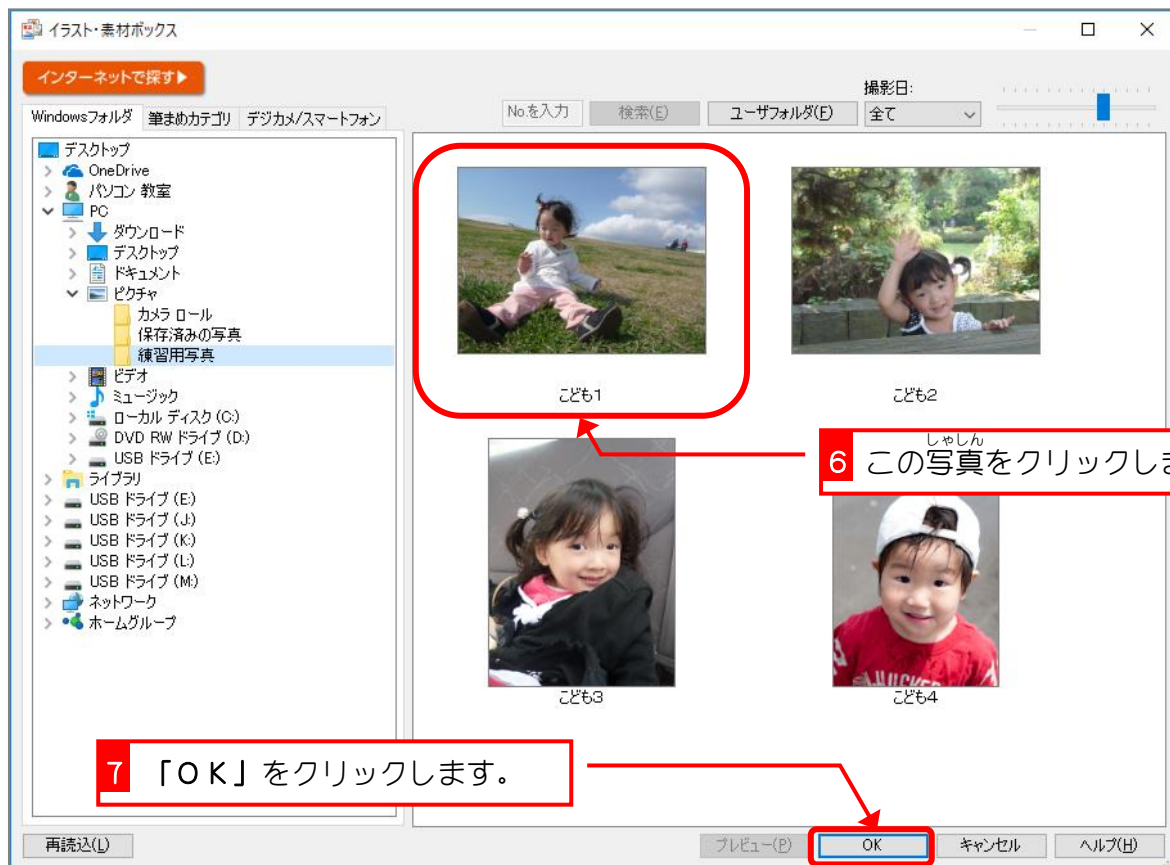 イラスト・素材ボックス
インターネットで探す▶
撮影日:
Windowsフォルダ 筆まめカテゴリ デジカメ/スマートフォン
No.を入力 検索(E) ユーザフォルダ(F) 全て
デスクトップ
OneDrive
パソコン 教室
PC
ダウンロード
デスクトップ
ドキュメント
ピクチャ
カメラ ロール
保存済みの写真
練習用写真
ビデオ
ミュージック
ローカル ディスク (C:)
DVD RW ドライブ (D:)
USB ドライブ (E:)
ライブラリ
USB ドライブ (E:)
USB ドライブ (J:)
USB ドライブ (K:)
USB ドライブ (L:)
USB ドライブ (M:)
ネットワーク
ホームグループ
こども1
こども2
しゃしん
6 この写真をクリックしま
こども3
こども4
7 「ＯＫ」をクリックします。
再読込(L) プレビュー(P) OK キャンセル ヘルプ(H)